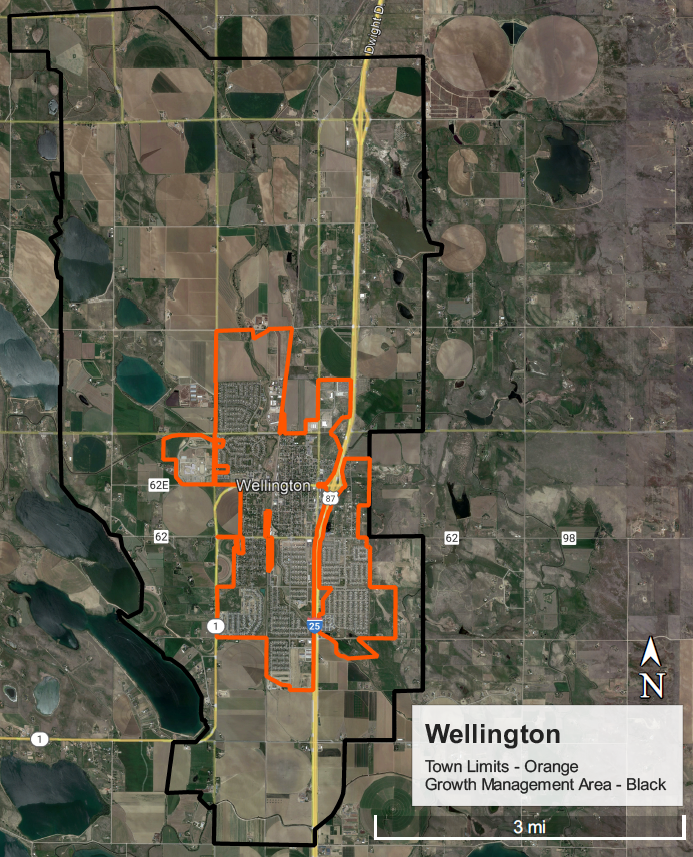 Dwight D
62E
Wellington
87
62
62
98
1
25
N
1
Wellington
Town Limits - Orange
Growth Management Area - Black
3 mi